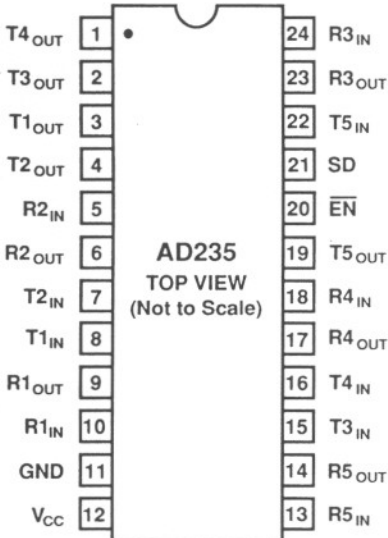 T4OUT 1 24 R3IN
T3OUT 2 23 R3OUT
T1OUT 3 22 T5IN
T2OUT 4 21 SD
R2IN 5 20 E̅N̅
R2OUT 6 AD235 19 T5OUT
TOP VIEW
T2IN 7 (Not to Scale) 18 R4IN
T1IN 8 17 R4OUT
R1OUT 9 16 T4IN
R1IN 10 15 T3IN
GND 11 14 R5OUT
VCC 12 13 R5IN